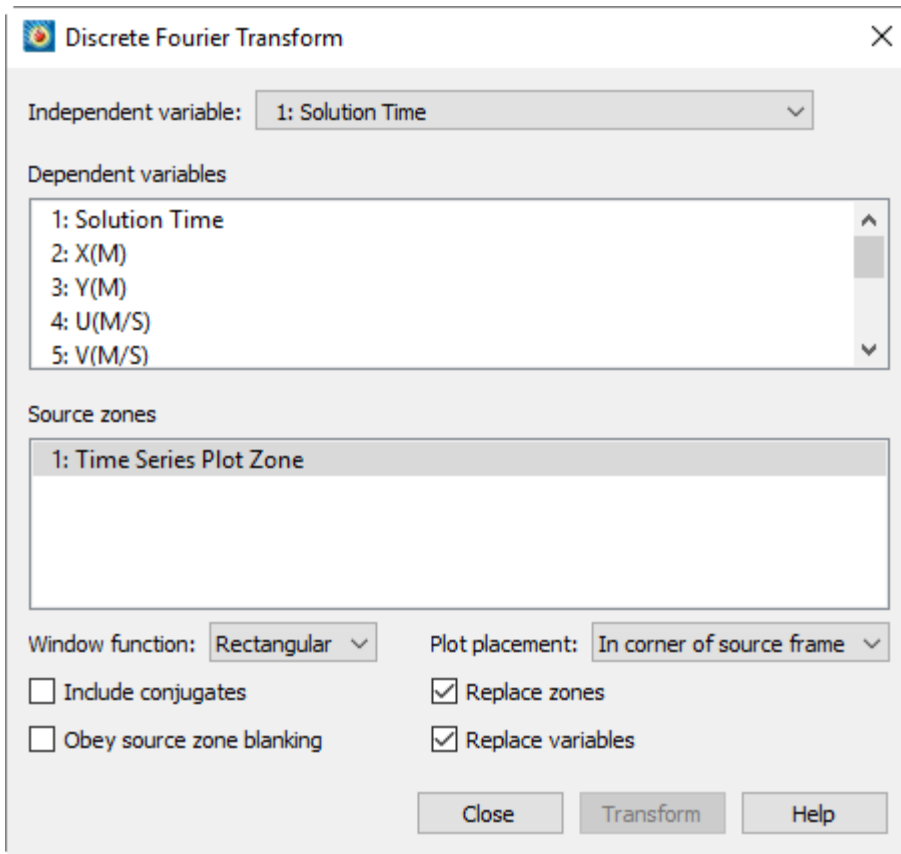 Discrete Fourier Transform
Independent variable: 1: Solution Time
Dependent variables
1: Solution Time
2: X(M)
3: Y(M)
4: U(M/S)
5: V(M/S)
Source zones
1: Time Series Plot Zone
Window function: Rectangular Plot placement: In corner of source frame
Include conjugates Replace zones
Obey source zone blanking Replace variables
Close Transform Help